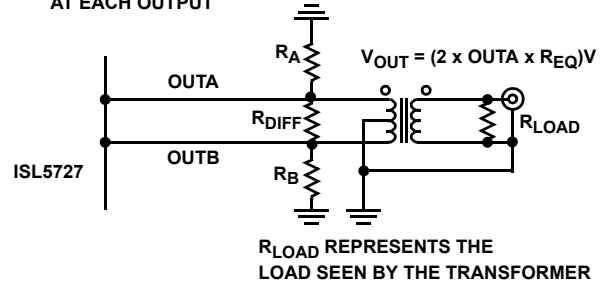 AT EACH OUTPUT
RA
VOUT = (2 x OUTA x REQ)V
OUTA
RDIFF
RLOAD
OUTB
RB
ISL5727
RLOAD REPRESENTS THE
LOAD SEEN BY THE TRANSFORMER